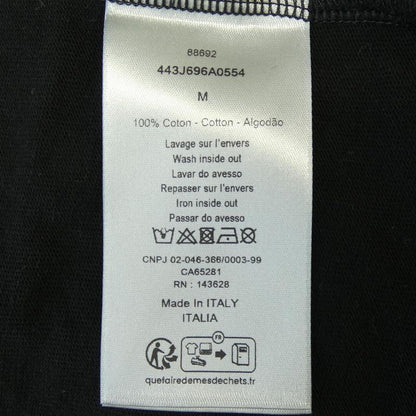 68692
443J696A0554
M
100% Coton - Cotton - Algodão
Lavage sur l'envers
Wash inside out
Lavar do avesso
Repasser sur l'envers
Iron inside out
Passar do avesso
CNPJ 02-046-366/0003-99
CA65281
RN : 143628
Made In ITALY
ITALIA
FR
quefairedemesdechets.fr